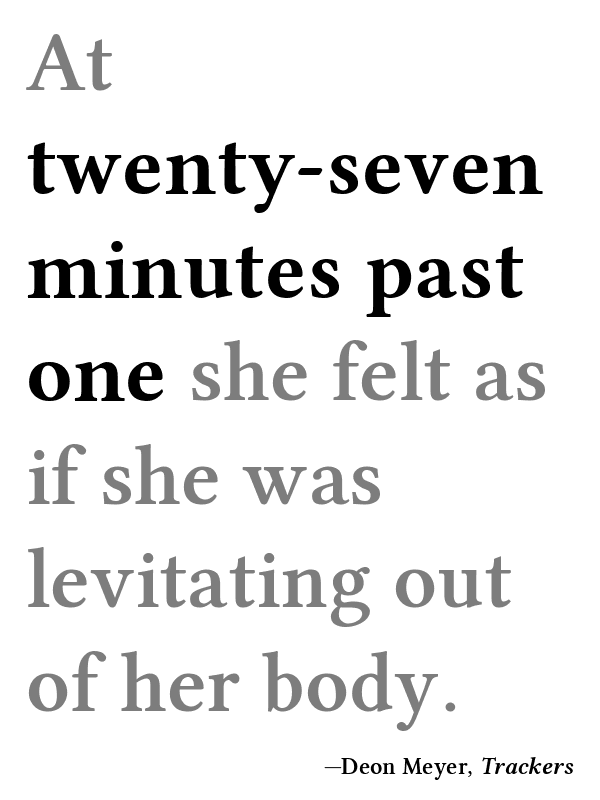 At
twenty-seven
minutes past
one she felt as
if she was
levitating out
of her body.
—Deon Meyer, Trackers